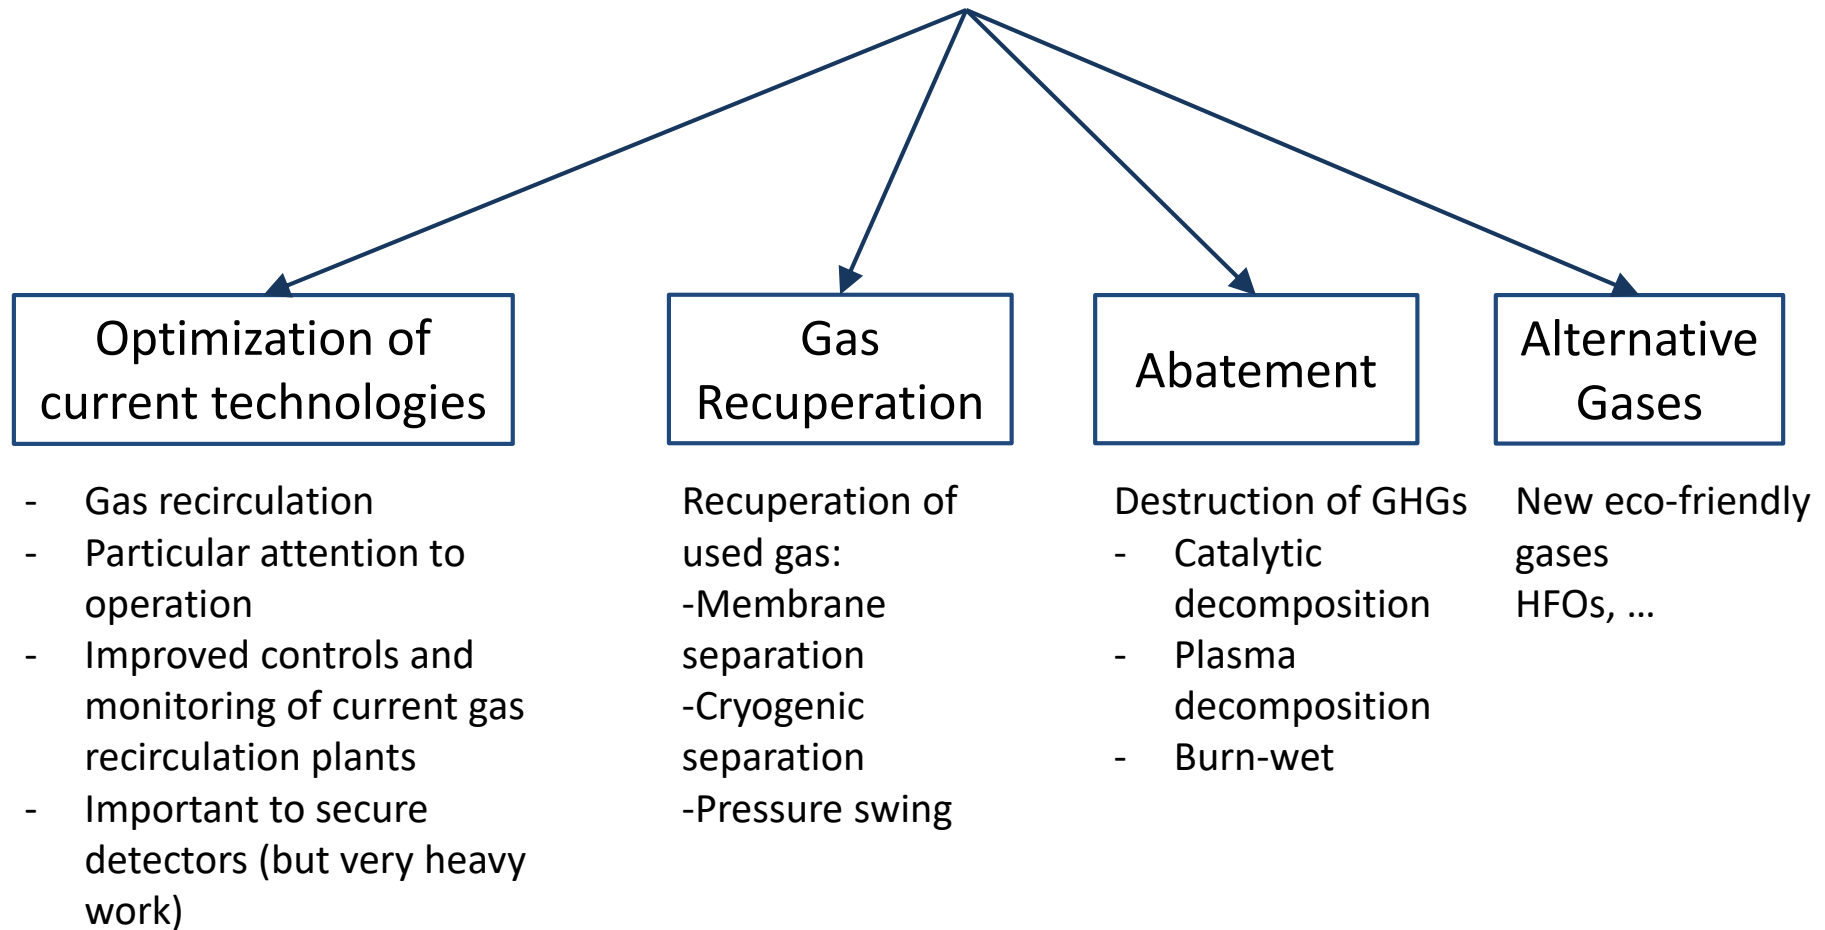 Optimization of
current technologies
Gas
Recuperation
Abatement
Alternative
Gases
- Gas recirculation
- Particular attention to
operation
- Improved controls and
monitoring of current gas
recirculation plants
- Important to secure
detectors (but very heavy
work)
Recuperation of
used gas:
-Membrane
separation
-Cryogenic
separation
-Pressure swing
Destruction of GHGs
- Catalytic
decomposition
- Plasma
decomposition
- Burn-wet
New eco-friendly
gases
HFOs, ...